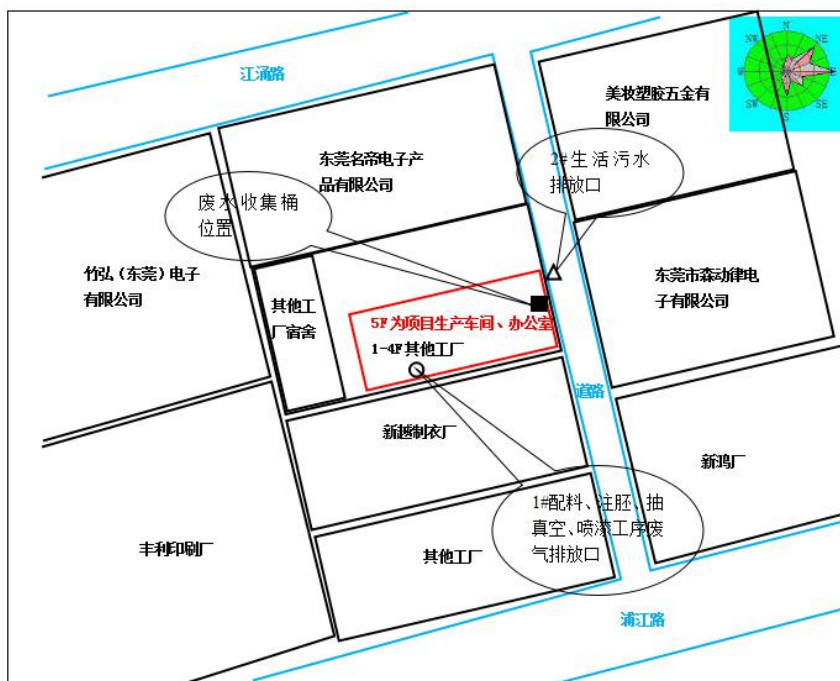 江涌路
N
NE
E
SE
S
SW
W
NW
美妆塑胶五金有
限公司
东莞名帝电子产
品有限公司
2#生活污水
排放口
废水收集桶
位置
竹弘（东莞）电子
有限公司
其他工
厂宿舍
东莞市森动律电
子有限公司
5F为项目生产车间、办公室
1-4F其他工厂
道路
新越制衣厂
新鸿厂
1#配料、注胚、抽
真空、喷漆工序废
气排放口
丰利印刷厂
其他工厂
浦江路